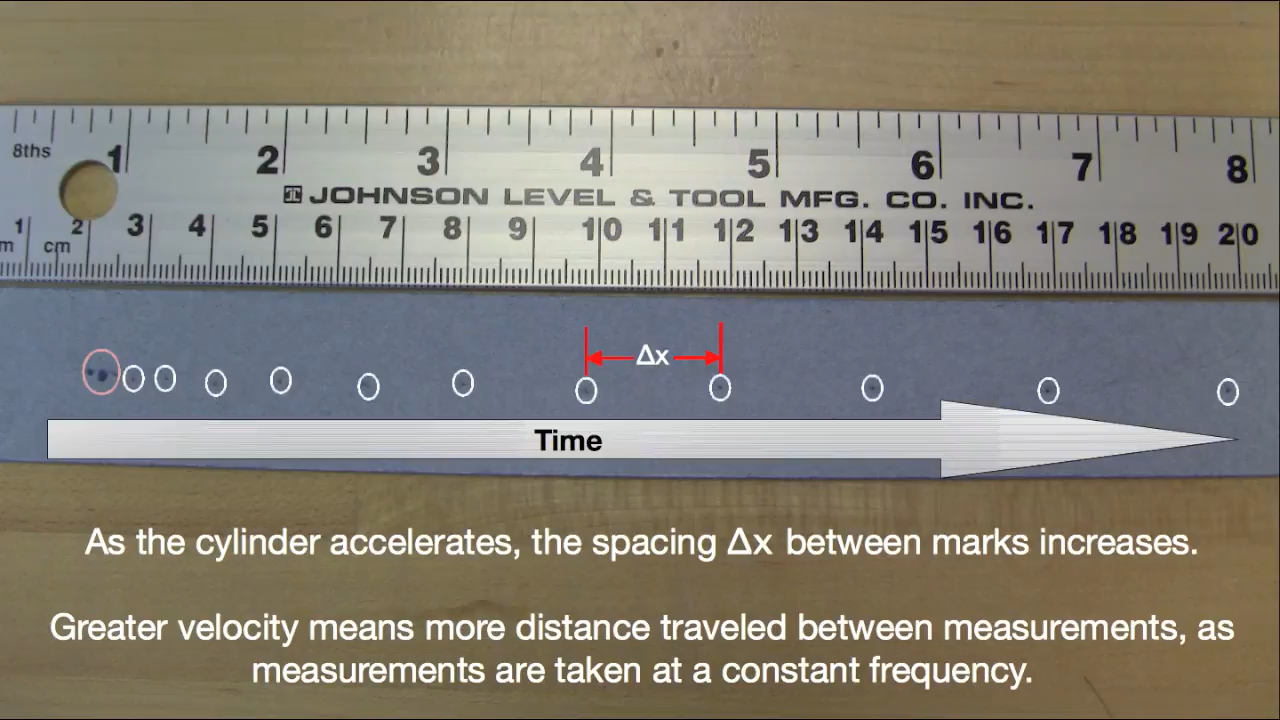 8ths 1 2 3 4 5 6 7 8
JOHNSON LEVEL & TOOL MFG. CO. INC.
1 2 3 4 5 6 7 8 9 10 11 12 13 14 15 16 17 18 19 20
m cm
Δx
Time
As the cylinder accelerates, the spacing Δx between marks increases.
Greater velocity means more distance traveled between measurements, as
measurements are taken at a constant frequency.